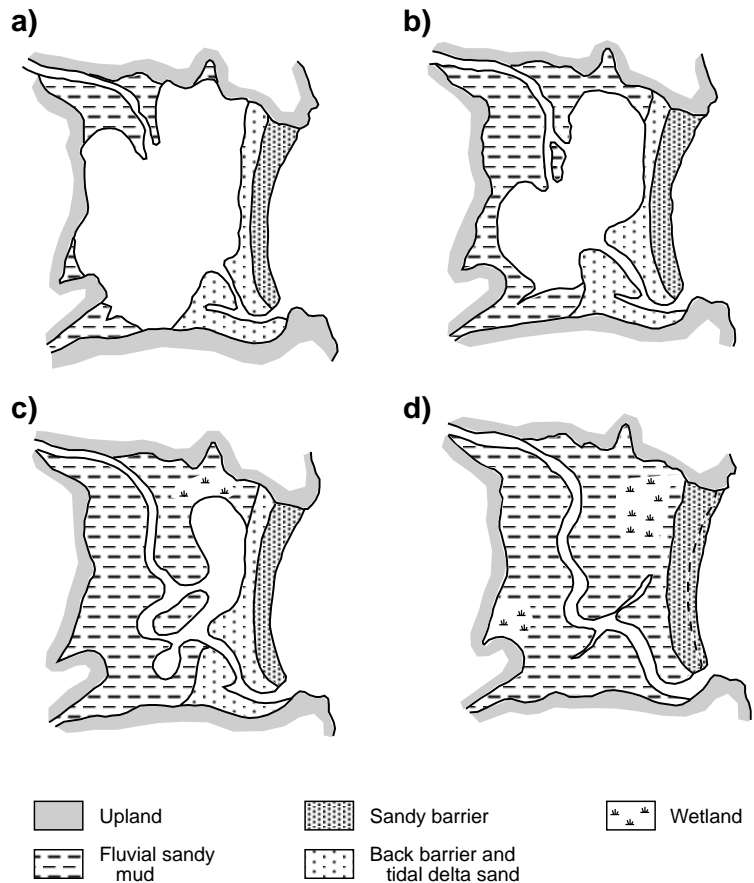 a)
b)
c)
d)
Upland
Sandy barrier
Wetland
Fluvial sandy
mud
Back barrier and
tidal delta sand